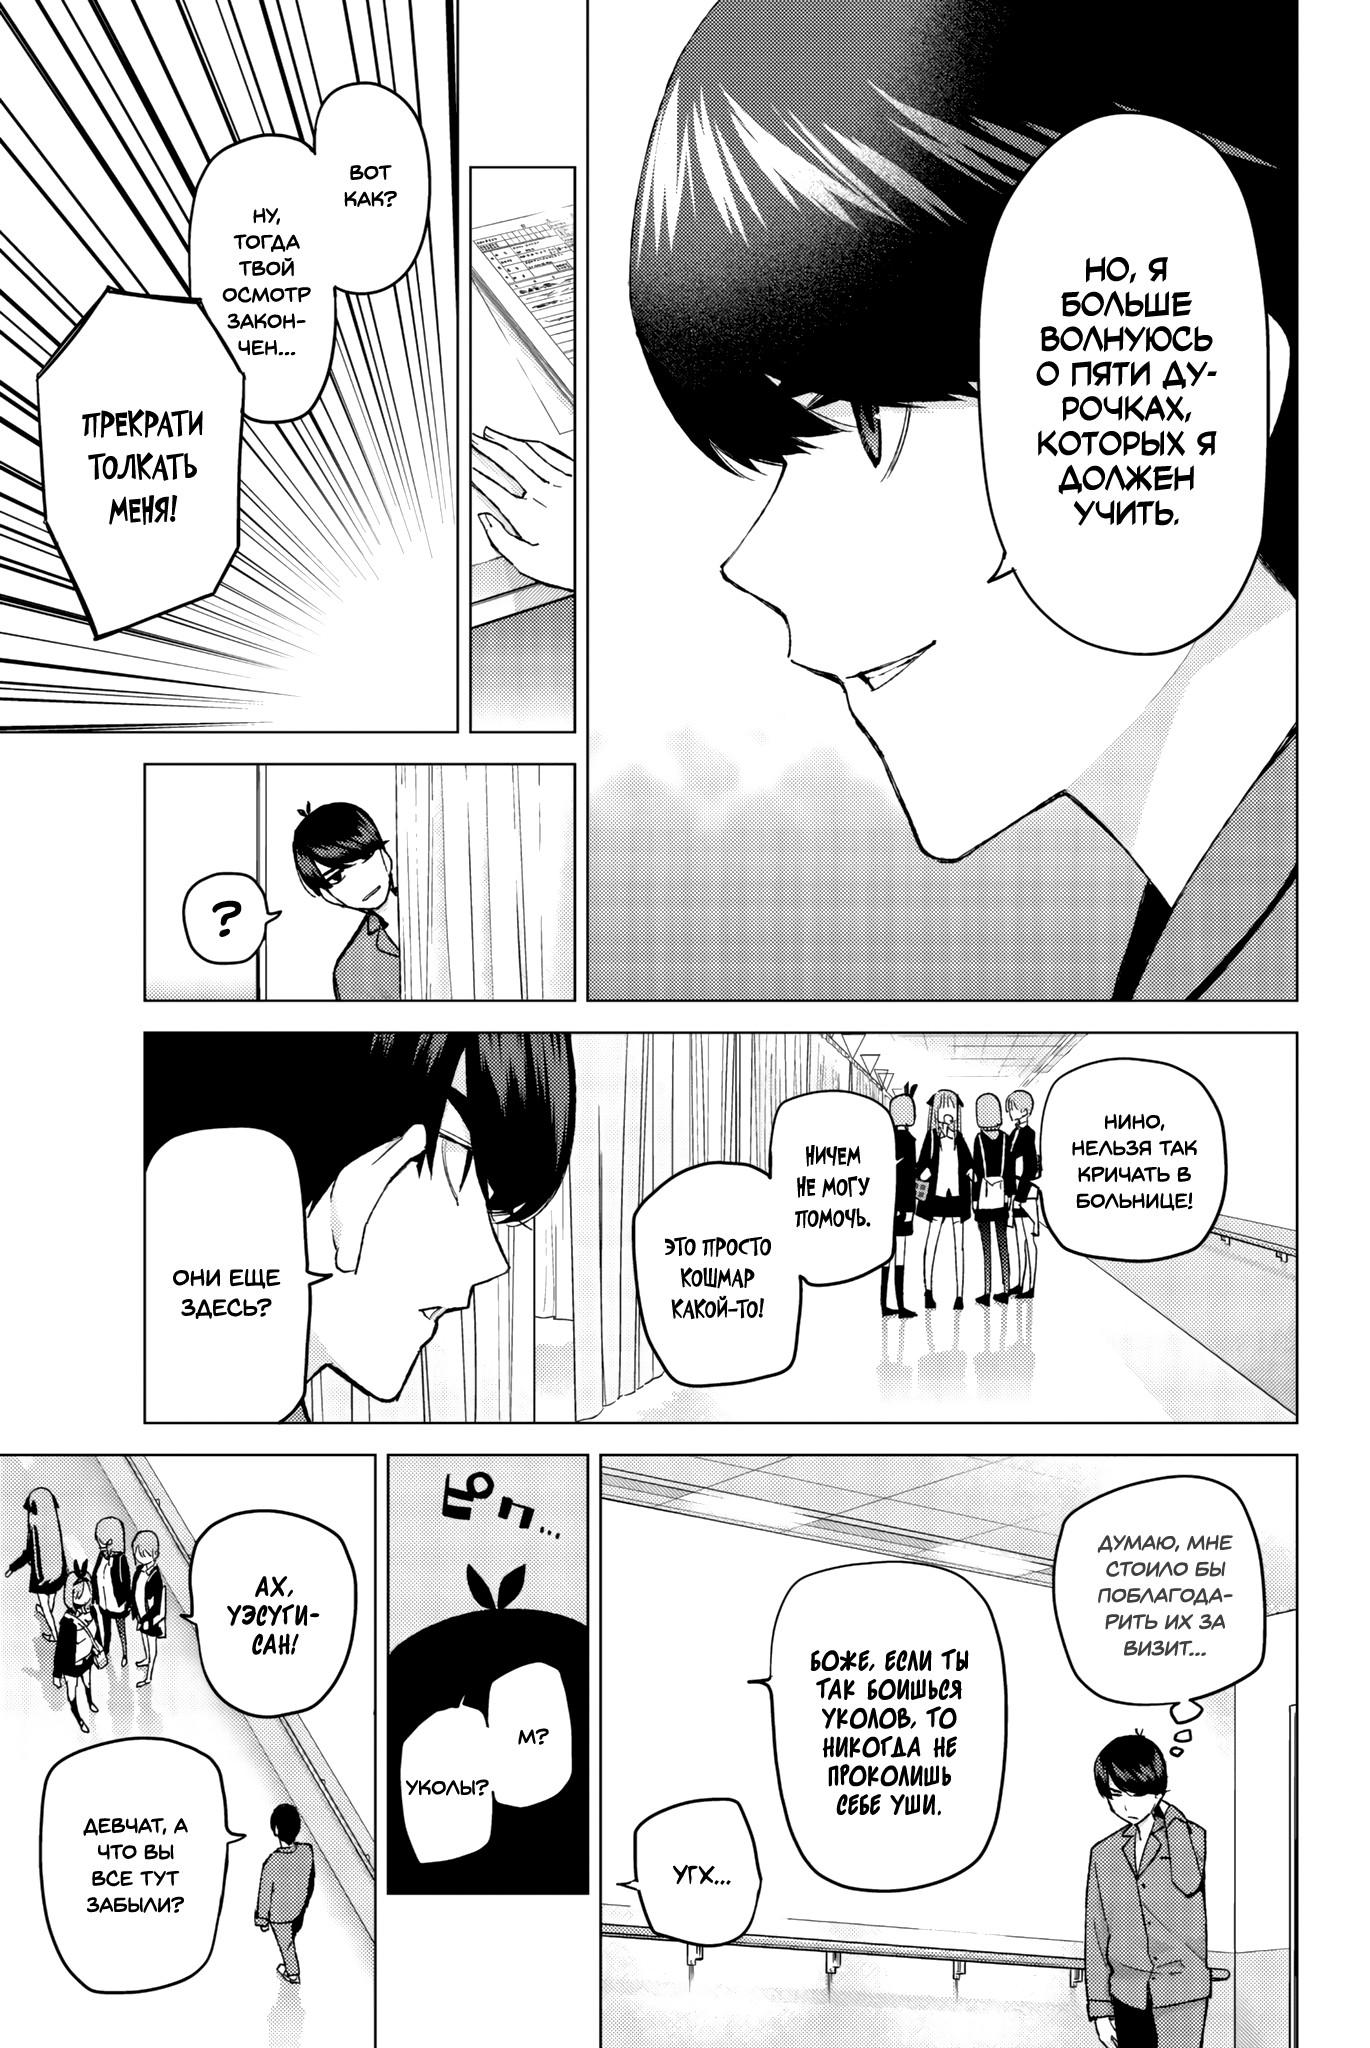 НО, Я
БОЛЬШЕ
ВОЛНУЮСЬ
О ПЯТИ ДУ-
РОЧКАХ,
КОТОРЫХ Я
ДОЛЖЕН
УЧИТЬ.
ВОТ
КАК?
НУ,
ТОГДА
ТВОЙ
ОСМОТР
ЗАКОН-
ЧЕН...
ПРЕКРАТИ
ТОЛКАТЬ
МЕНЯ!
?
НИНО,
НЕЛЬЗЯ ТАК
КРИЧАТЬ В
БОЛЬНИЦЕ!
НИЧЕМ
НЕ МОГУ
ПОМОЧЬ.
ЭТО ПРОСТО
КОШМАР
КАКОЙ-ТО!
ОНИ ЕЩЕ
ЗДЕСЬ?
ДУМАЮ, МНЕ
СТОИЛО БЫ
ПОБЛАГОДА-
РИТЬ ИХ ЗА
ВИЗИТ...
БОЖЕ, ЕСЛИ ТЫ
ТАК БОИШЬСЯ
УКОЛОВ, ТО
НИКОГДА НЕ
ПРОКОЛИШЬ
СЕБЕ УШИ.
УГХ...
М?
УКОЛЫ?
АХ,
УЭСУГИ-
САН!
ДЕВЧАТ, А
ЧТО ВЫ
ВСЕ ТУТ
ЗАБЫЛИ?